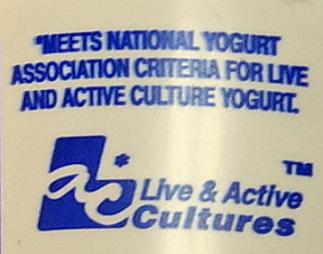 *MEETS NATIONAL YOGURT
ASSOCIATION CRITERIA FOR LIVE
AND ACTIVE CULTURE YOGURT.
ac*
TM
Live & Active
Cultures